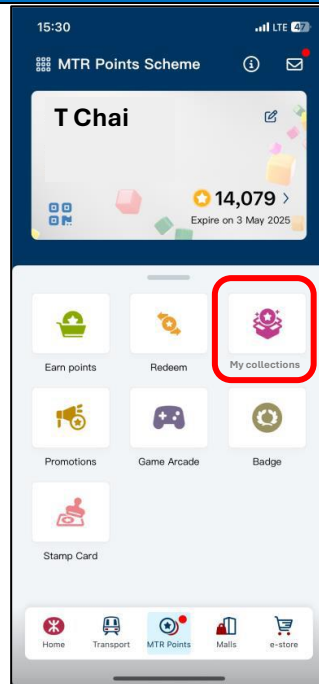 15:30 LTE 47
MTR Points Scheme
T Chai
14,079
Expire on 3 May 2025
Earn points Redeem My collections
Promotions Game Arcade Badge
Stamp Card
Home Transport MTR Points Malls e-store